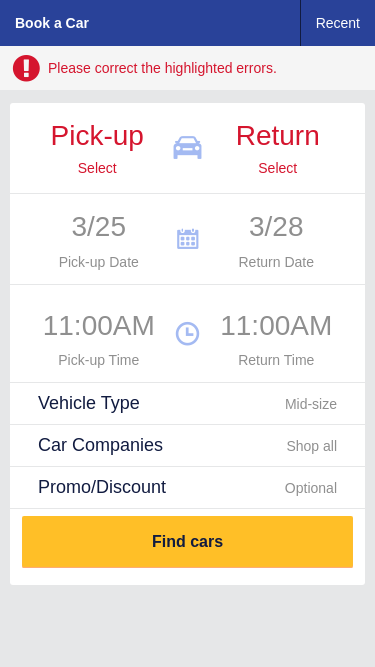 Book a Car
Recent
Please correct the highlighted errors.
Pick-up Return
Select Select
3/25 3/28
Pick-up Date Return Date
11:00AM 11:00AM
Pick-up Time Return Time
Vehicle Type Mid-size
Car Companies Shop all
Promo/Discount Optional
Find cars